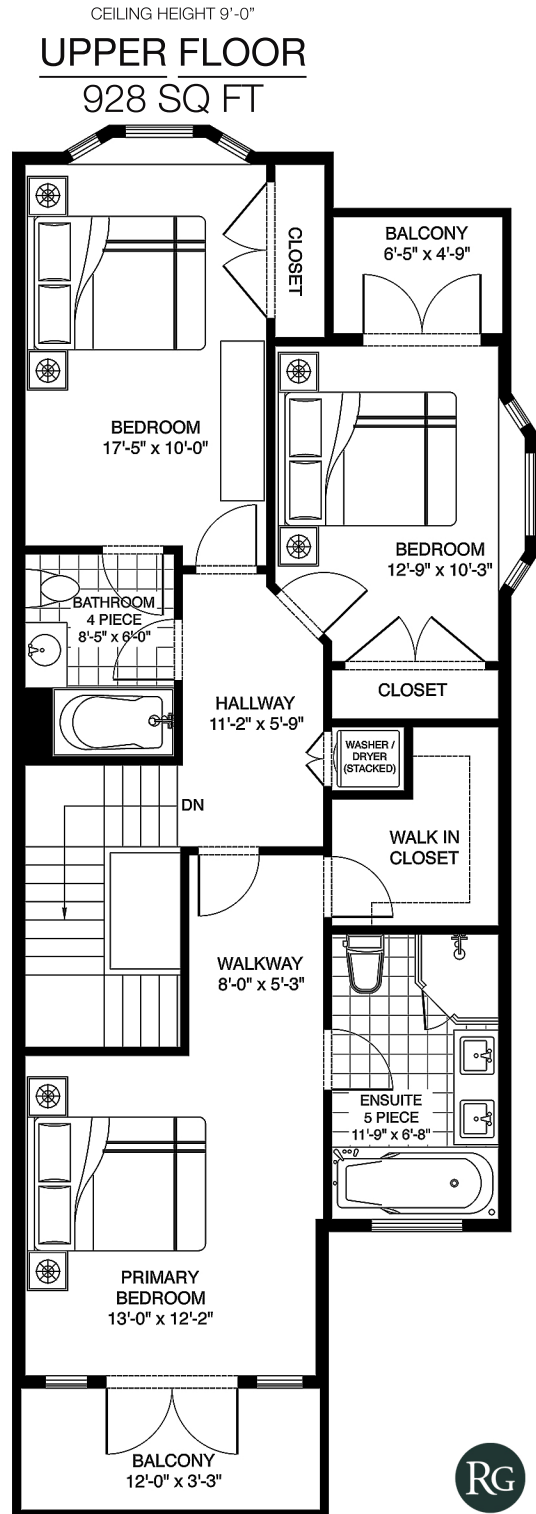 CEILING HEIGHT 9'-0"
UPPER FLOOR
928 SQ FT
CLOSET
BALCONY
6'-5" x 4'-9"
BEDROOM
17'-5" x 10'-0"
BEDROOM
12'-9" x 10'-3"
BATHROOM
4 PIECE
8'-5" x 6'-0"
CLOSET
HALLWAY
11'-2" x 5'-9"
WASHER /
DRYER
(STACKED)
DN
WALK IN
CLOSET
WALKWAY
8'-0" x 5'-3"
ENSUITE
5 PIECE
11'-9" x 6'-8"
PRIMARY
BEDROOM
13'-0" x 12'-2"
BALCONY
12'-0" x 3'-3"
RG